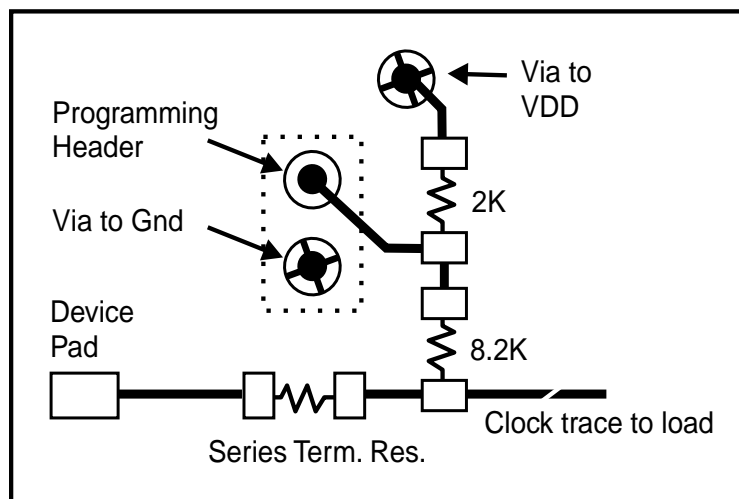 Via to
VDD
Programming
Header
2K
Via to Gnd
Device
Pad
8.2K
Clock trace to load
Series Term. Res.